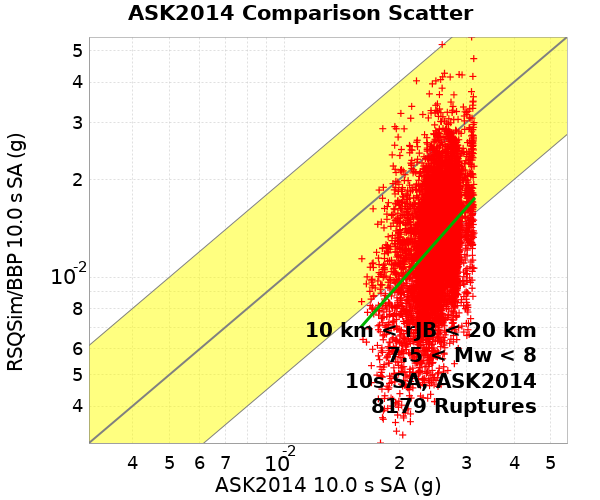 ASK2014 Comparison Scatter
RSQSim/BBP 10.0 s SA (g)
5
4
3
2
10-2
8
6
5
4
10 km < rJB < 20 km
7.5 < Mw < 8
10s SA, ASK2014
8179 Ruptures
4 5 6 7 10-2 2 3 4 5
ASK2014 10.0 s SA (g)